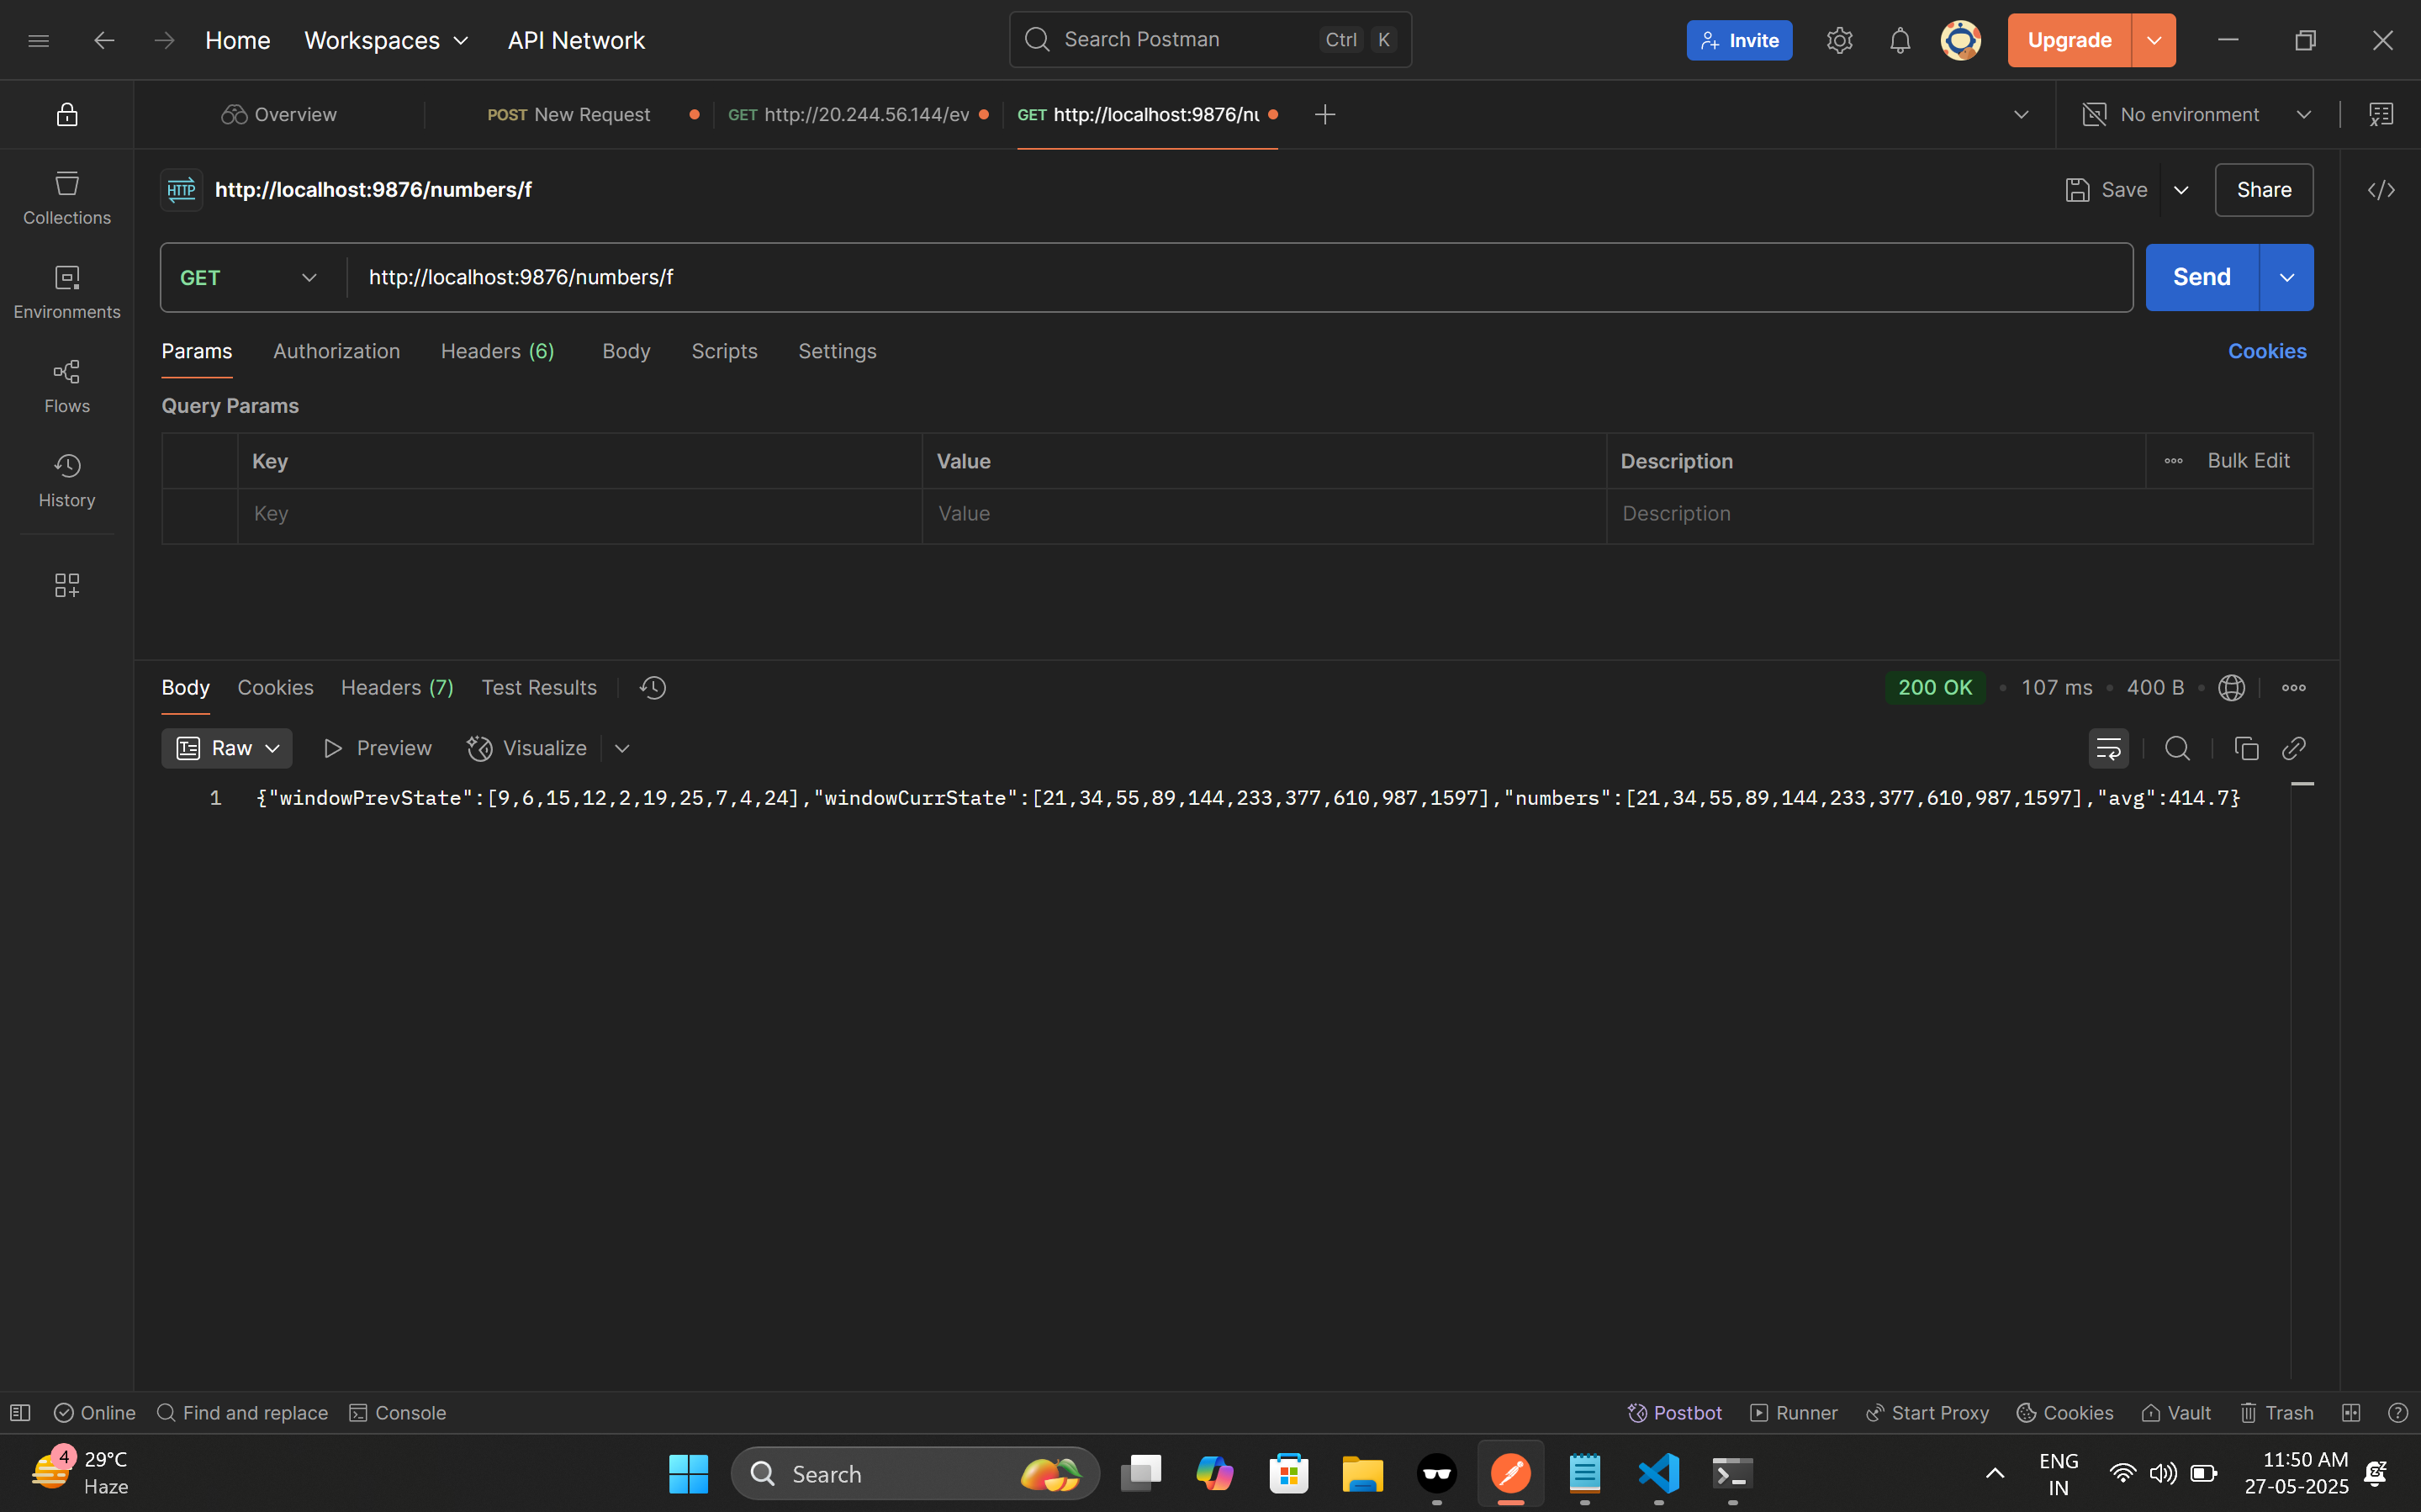 Home Workspaces API Network Search Postman Ctrl K Invite Upgrade
Overview POST New Request GET http://20.244.56.144/ev GET http://localhost:9876/nu No environment
HTTP http://localhost:9876/numbers/f Save Share
Collections
GET http://localhost:9876/numbers/f Send
Environments
Params Authorization Headers (6) Body Scripts Settings Cookies
Flows
Query Params
Key Value Description Bulk Edit
History
Key Value Description
Body Cookies Headers (7) Test Results 200 OK 107 ms 400 B
Raw Preview Visualize
1 {"windowPrevState":[9,6,15,12,2,19,25,7,4,24],"windowCurrState":[21,34,55,89,144,233,377,610,987,1597],"numbers":[21,34,55,89,144,233,377,610,987,1597],"avg":414.7}
Online Find and replace Console Postbot Runner Start Proxy Cookies Vault Trash
4 29°C
Haze
Search
ENG
IN
11:50 AM
27-05-2025